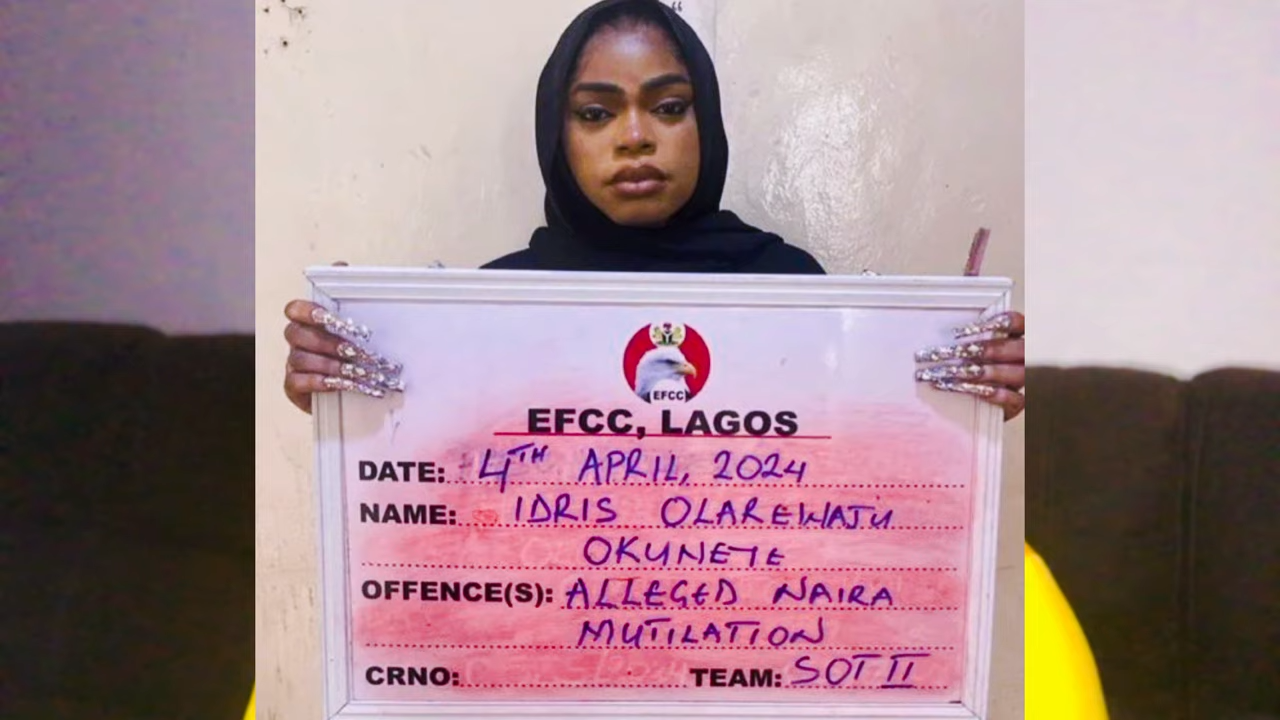 EFCC
EFCC, LAGOS
DATE: 4TH APRIL, 2024
NAME: IDRIS OLAREWAJU
OKUNEYE
OFFENCE(S): ALLEGED NAIRA
MUTILATION
CRNO: TEAM: SOT II